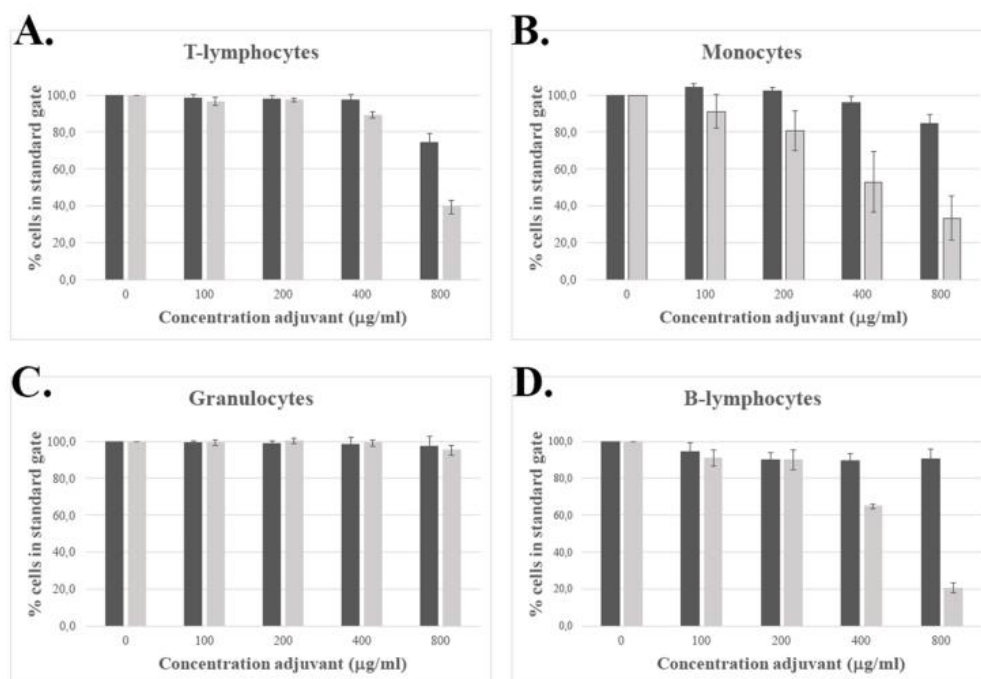 A.
T-lymphocytes
% cells in standard gate
100,0
80,0
60,0
40,0
20,0
0,0
0 100 200 400 800
Concentration adjuvant (µg/ml)
B.
Monocytes
% cells in standard gate
100,0
80,0
60,0
40,0
20,0
0,0
0 100 200 400 800
Concentration adjuvant (µg/ml)
C.
Granulocytes
% cells in standard gate
100,0
80,0
60,0
40,0
20,0
0,0
0 100 200 400 800
Concentration adjuvant (µg/ml)
D.
B-lymphocytes
% cells in standard gate
100,0
80,0
60,0
40,0
20,0
0,0
0 100 200 400 800
Concentration adjuvant (µg/ml)